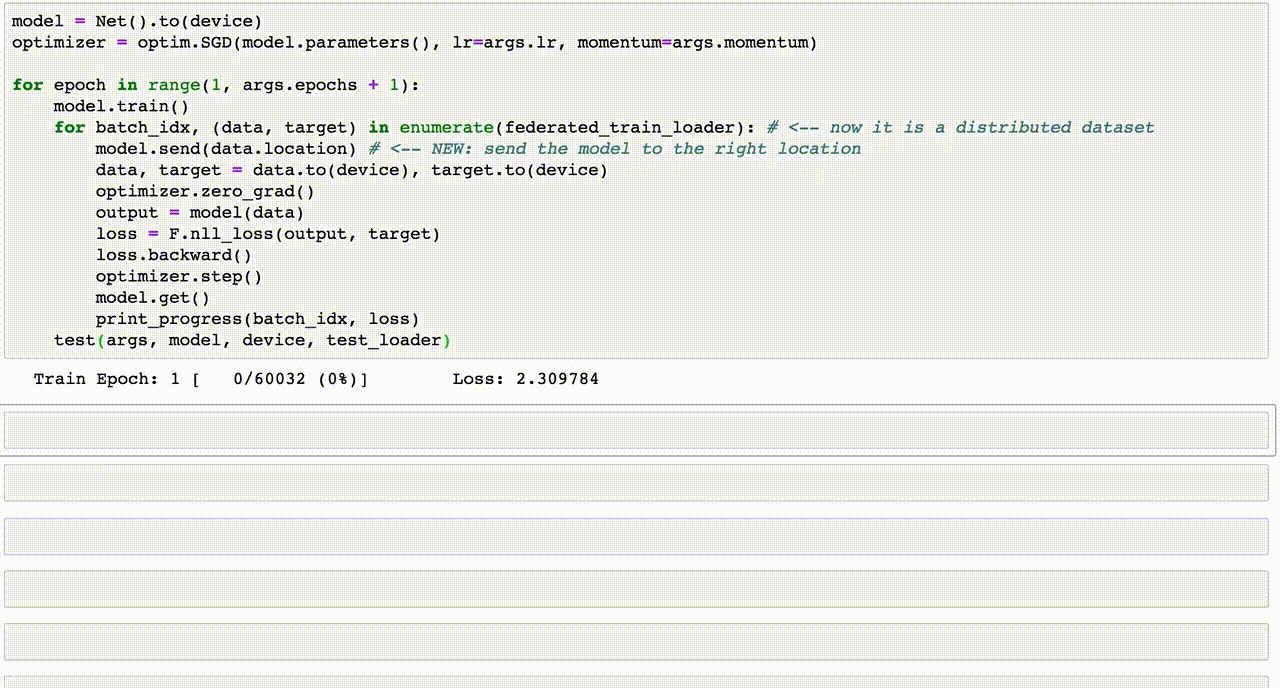 model = Net().to(device)
optimizer = optim.SGD(model.parameters(), lr=args.lr, momentum=args.momentum)
for epoch in range(1, args.epochs + 1):
    model.train()
    for batch_idx, (data, target) in enumerate(federated_train_loader): # <-- now it is a distributed dataset
        model.send(data.location) # <-- NEW: send the model to the right location
        data, target = data.to(device), target.to(device)
        optimizer.zero_grad()
        output = model(data)
        loss = F.nll_loss(output, target)
        loss.backward()
        optimizer.step()
        model.get()
        print_progress(batch_idx, loss)
    test(args, model, device, test_loader)
Train Epoch: 1 [    0/60032 (0%)]        Loss: 2.309784